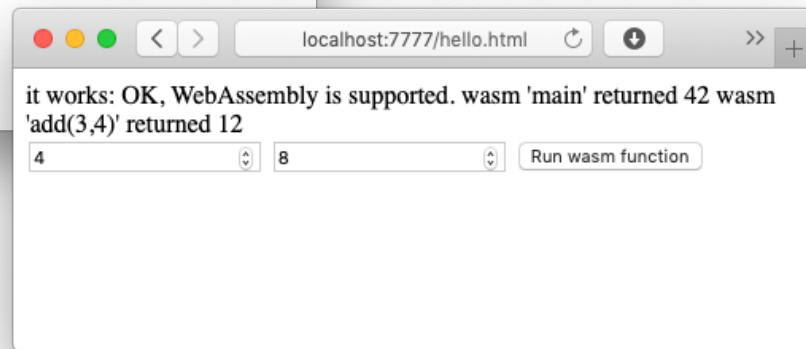 localhost:7777/hello.html
it works: OK, WebAssembly is supported. wasm 'main' returned 42 wasm
'add(3,4)' returned 12
4 8 Run wasm function